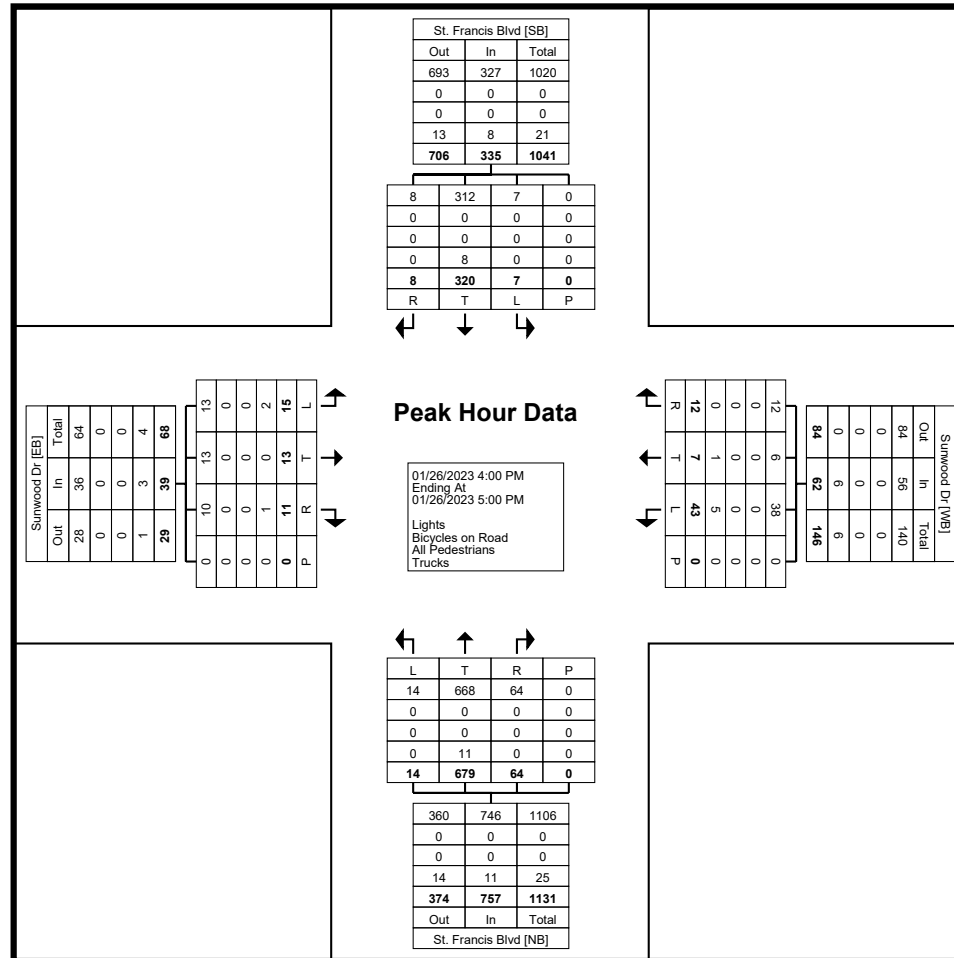 St. Francis Blvd [SB]
Out In Total
693 327 1020
0 0 0
0 0 0
13 8 21
706 335 1041
8 312 7 0
0 0 0 0
0 0 0 0
0 8 0 0
8 320 7 0
R T L P
Sunwood Dr [EB]
Total In Out
64 36 28
0 0 0
0 0 0
4 3 1
68 39 29
13 13 10 0
0 0 0 0
0 0 0 0
2 0 1 0
15 13 11 0
L T R P
Peak Hour Data
01/26/2023 4:00 PM
Ending At
01/26/2023 5:00 PM
Lights
Bicycles on Road
All Pedestrians
Trucks
Sunwood Dr [WB]
Out In Total
84 56 140
0 0 0
0 0 0
0 6 6
84 62 146
12 6 38 0
0 0 0 0
0 0 0 0
0 1 5 0
12 7 43 0
R T L P
L T R P
14 668 64 0
0 0 0 0
0 0 0 0
0 11 0 0
14 679 64 0
360 746 1106
0 0 0
0 0 0
14 11 25
374 757 1131
Out In Total
St. Francis Blvd [NB]